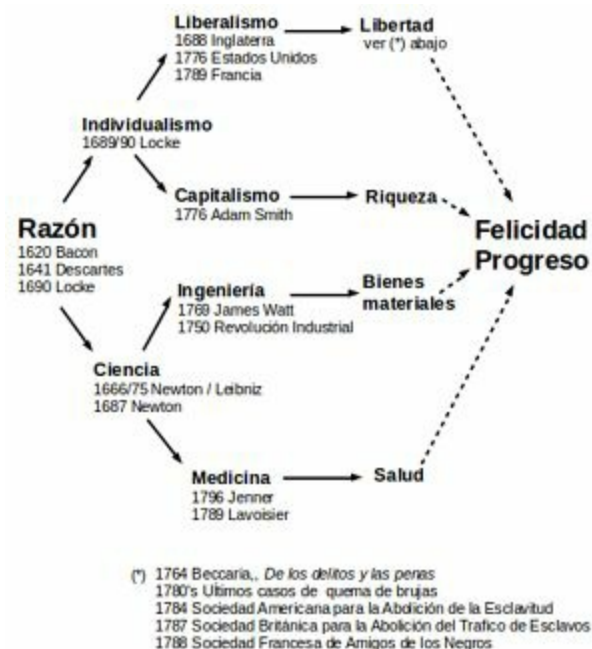 Liberalismo
1688 Inglaterra
1776 Estados Unidos
1789 Francia
Libertad
ver (*) abajo
Individualismo
1689/90 Locke
Capitalismo
1776 Adam Smith
Riqueza
Razón
1620 Bacon
1641 Descartes
1690 Locke
Felicidad
Progreso
Ingeniería
1769 James Watt
1750 Revolución Industrial
Bienes
materiales
Ciencia
1666/75 Newton / Leibniz
1687 Newton
Medicina
1796 Jenner
1789 Lavoisier
Salud
(*) 1764 Beccaria,, De los delitos y las penas
1780's Ultimos casos de quema de brujas
1784 Sociedad Americana para la Abolición de la Esclavitud
1787 Sociedad Británica para la Abolición del Trafico de Esclavos
1788 Sociedad Francesa de Amigos de los Negros